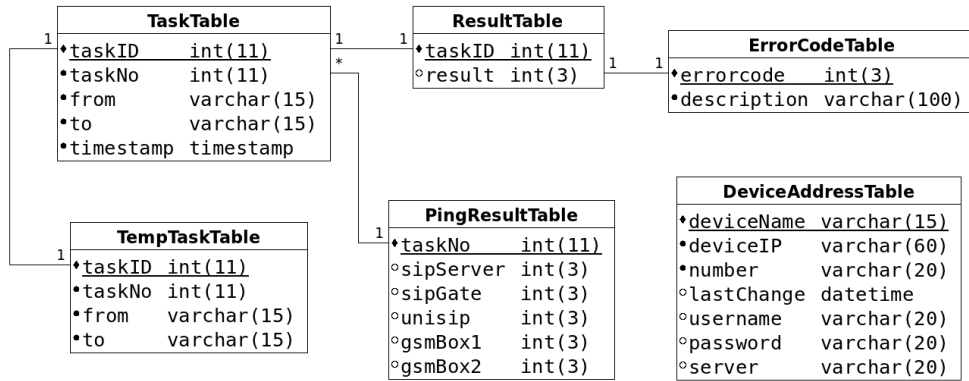 TaskTable
1 taskID int(11) 1
taskNo int(11) *
from varchar(15)
to varchar(15)
timestamp timestamp
ResultTable
1 taskID int(11)
result int(3) 1
ErrorCodeTable
1 errorcode int(3)
description varchar(100)
TempTaskTable
1 taskID int(11)
taskNo int(11)
from varchar(15)
to varchar(15)
PingResultTable
1 taskNo int(11)
sipServer int(3)
sipGate int(3)
unisip int(3)
gsmBox1 int(3)
gsmBox2 int(3)
DeviceAddressTable
deviceName varchar(15)
deviceIP varchar(60)
number varchar(20)
lastChange datetime
username varchar(20)
password varchar(20)
server varchar(20)